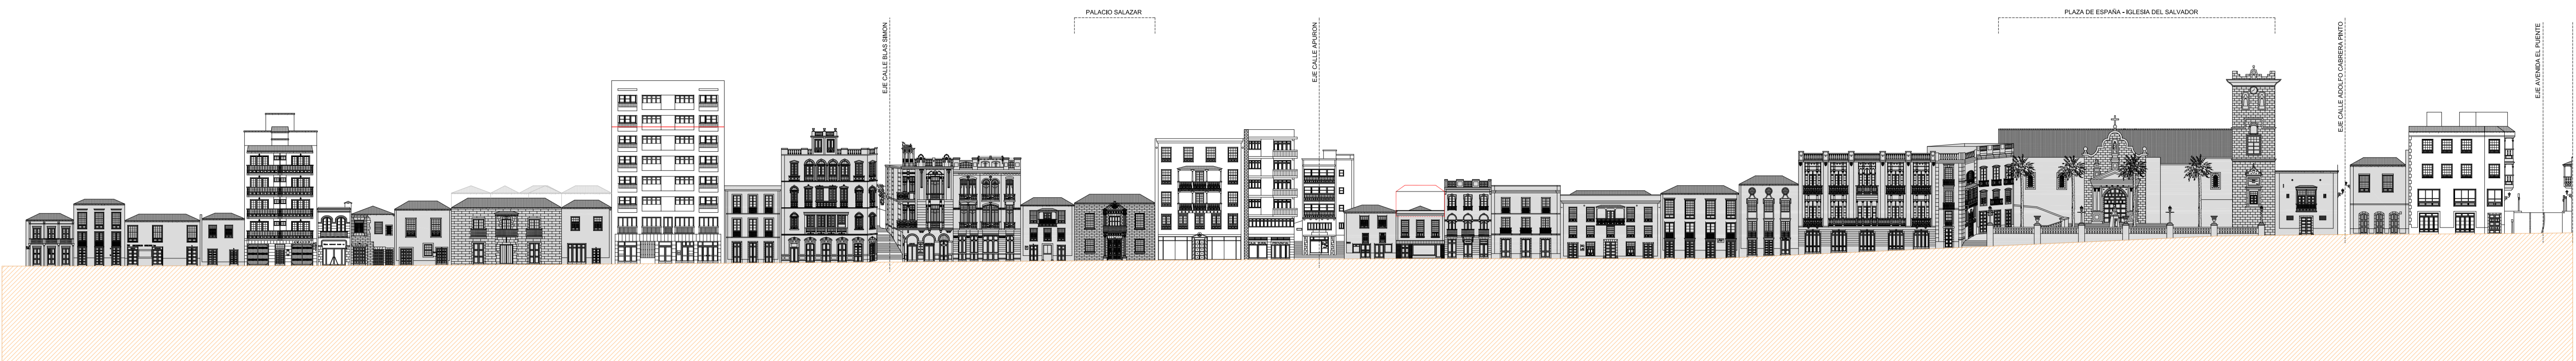 EJE CALLE BLAS SIMON
PALACIO SALAZAR
EJE CALLE APURON
PLAZA DE ESPAÑA - IGLESIA DEL SALVADOR
EJE CALLE ADOLFO CABRERA PINTO
EJE AVENIDA EL PUENTE